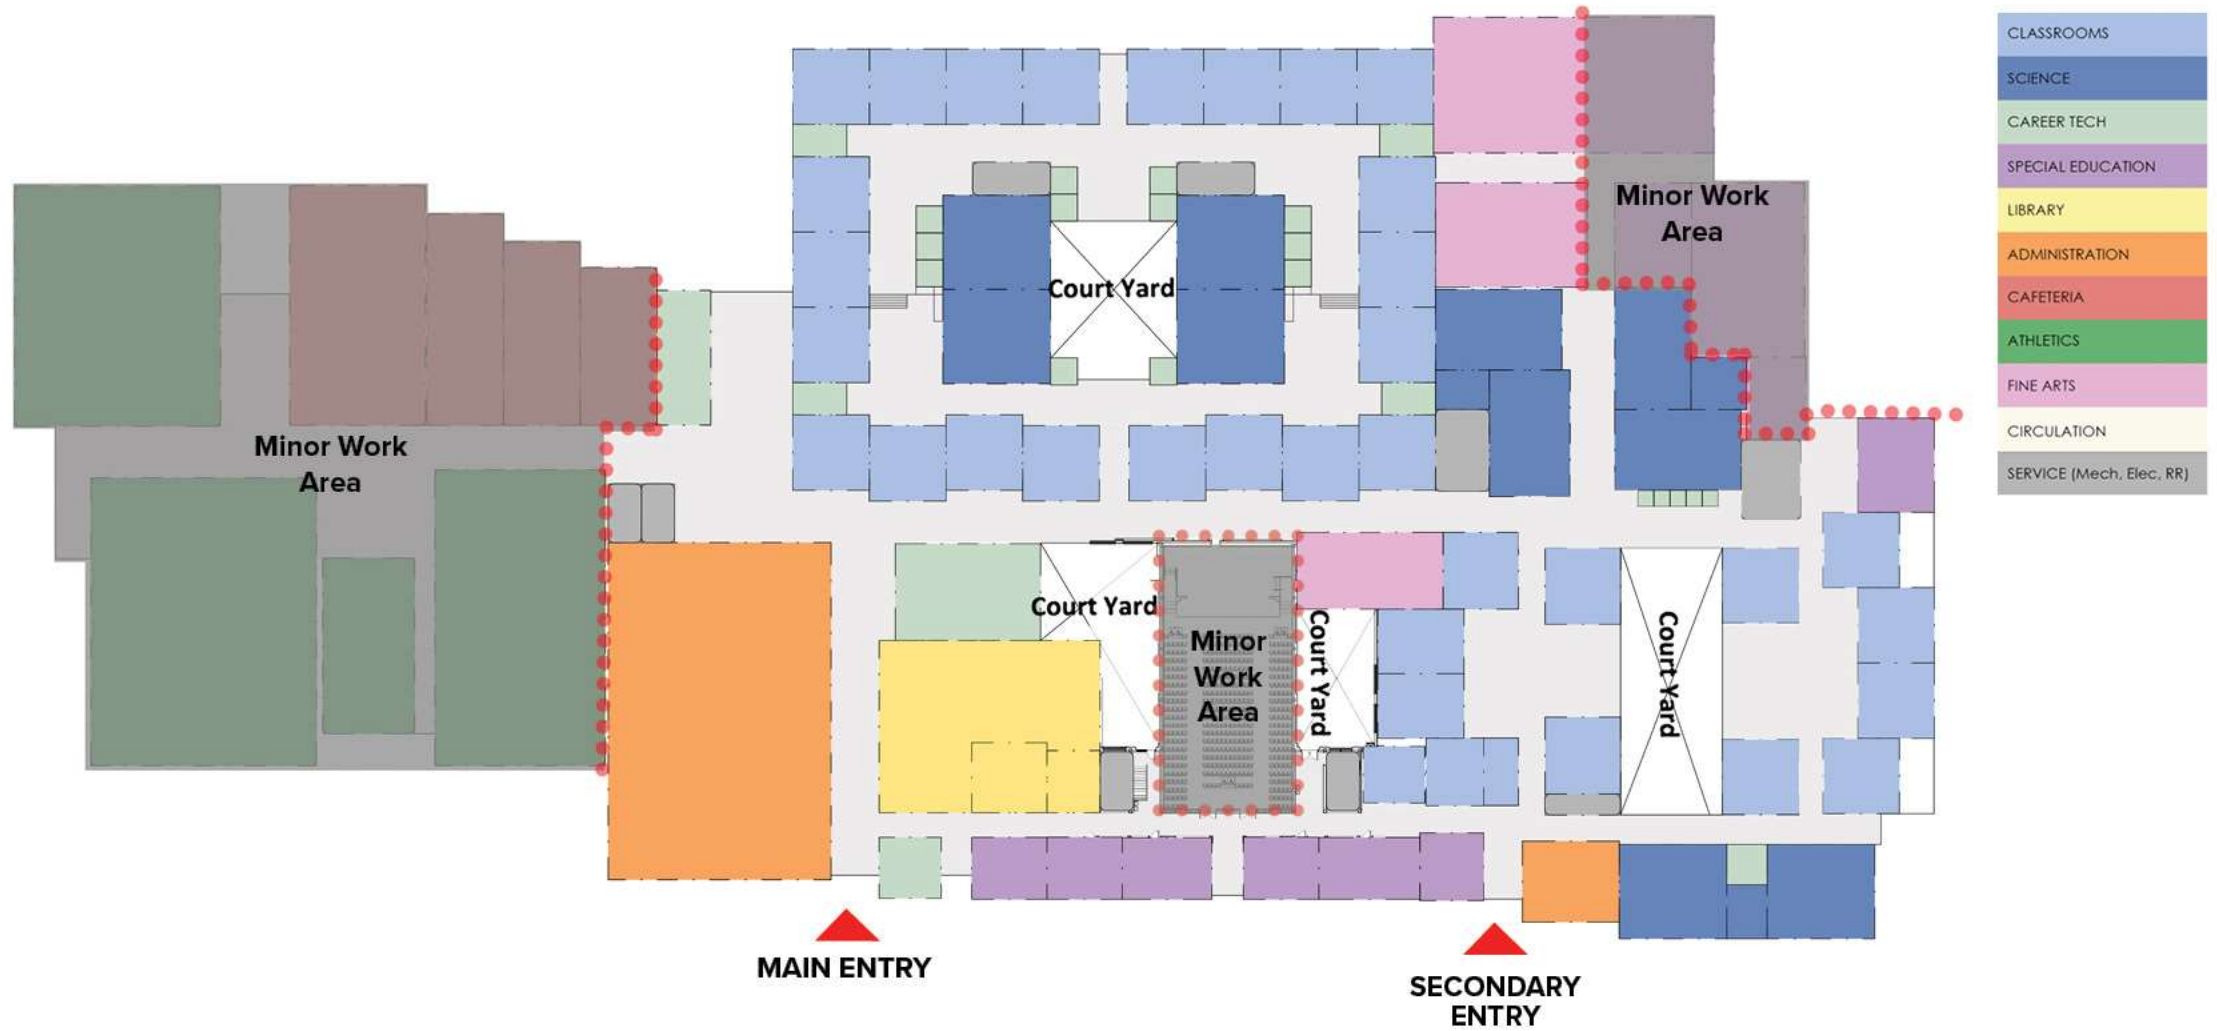 CLASSROOMS
SCIENCE
CAREER TECH
SPECIAL EDUCATION
LIBRARY
ADMINISTRATION
CAFETERIA
ATHLETICS
FINE ARTS
CIRCULATION
SERVICE (Mech, Elec, RR)
Minor Work
Area
Court Yard
Minor Work
Area
Court Yard
Minor
Work
Area
Court Yard
Court Yard
MAIN ENTRY
SECONDARY
ENTRY